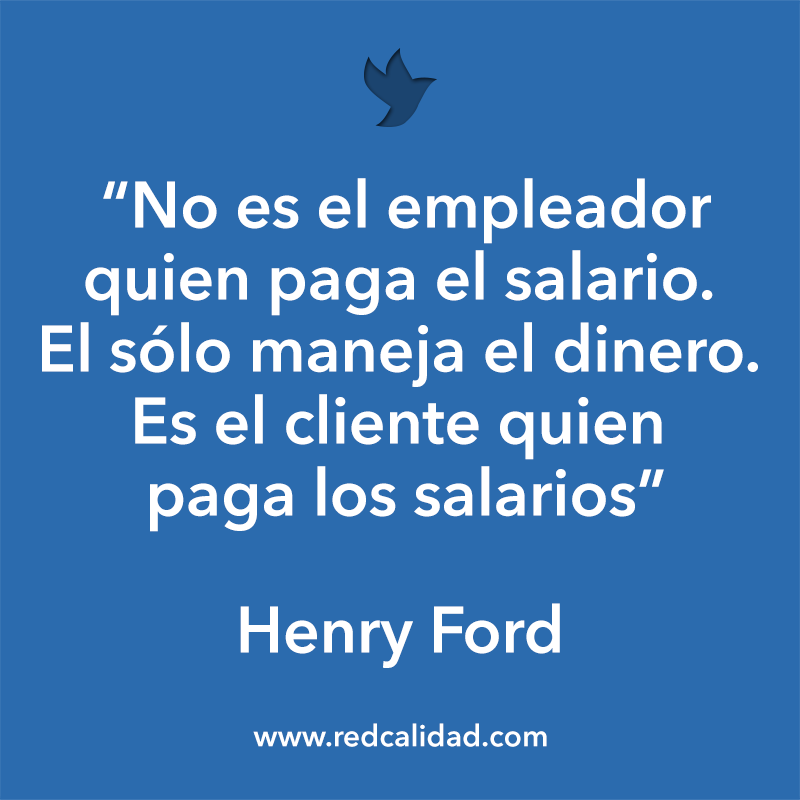 “No es el empleador
quien paga el salario.
El sólo maneja el dinero.
Es el cliente quien
paga los salarios”
Henry Ford
www.redcalidad.com